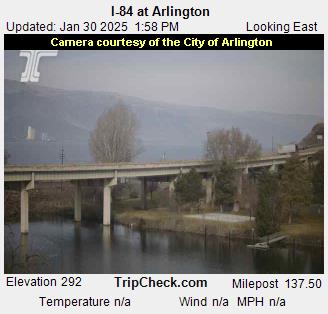 I-84 at Arlington
Updated: Jan 30 2025 1:58 PM Looking East
Camera courtesy of the City of Arlington
Elevation 292 TripCheck.com Milepost 137.50
Temperature n/a Wind n/a MPH n/a